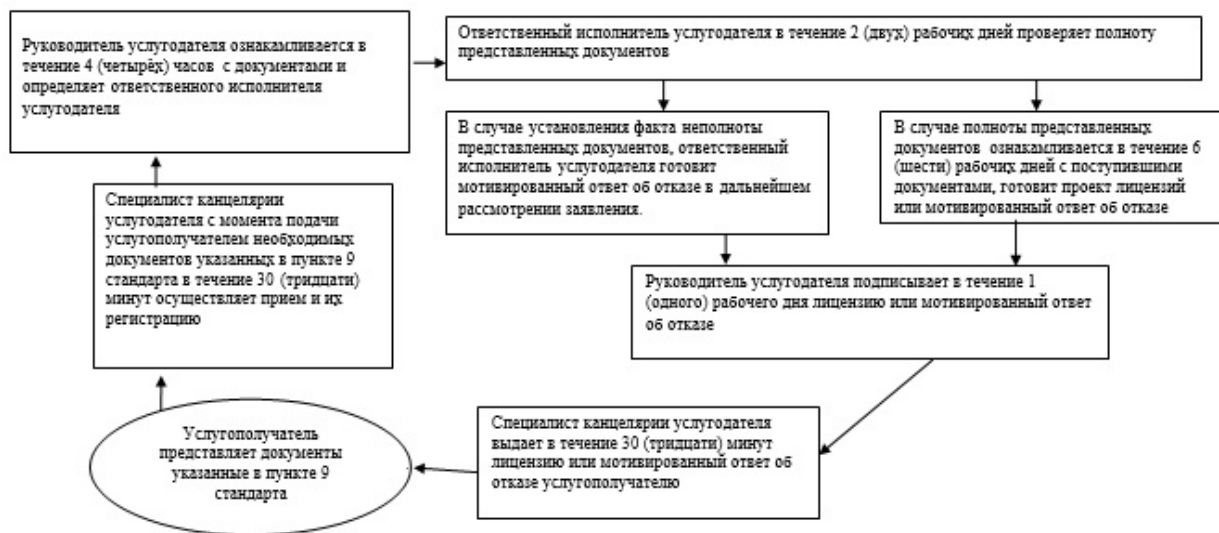 Руководитель услугодателя ознакамливается в
течение 4 (четырёх) часов с документами и
определяет ответственного исполнителя
услугодателя
Ответственный исполнитель услугодателя в течение 2 (двух) рабочих дней проверяет полноту
представленных документов
В случае установления факта неполноты
представленных документов, ответственный
исполнитель услугодателя готовит
мотивированный ответ об отказе в дальнейшем
рассмотрении заявления.
В случае полноты представленных
документов ознакамливается в течение 6
(шести) рабочих дней с поступившими
документами, готовит проект лицензий
или мотивированный ответ об отказе
Специалист канцелярии
услугодателя с момента подачи
услугополучателем необходимых
документов указанных в пункте 9
стандарта в течение 30 (тридцати)
минут осуществляет прием и их
регистрацию
Руководитель услугодателя подписывает в течение 1
(одного) рабочего дня лицензию или мотивированный ответ
об отказе
Услугополучатель
представляет документы
указанные в пункте 9
стандарта
Специалист канцелярии услугодателя
выдает в течение 30 (тридцати) минут
лицензию или мотивированный ответ об
отказе услугополучателю